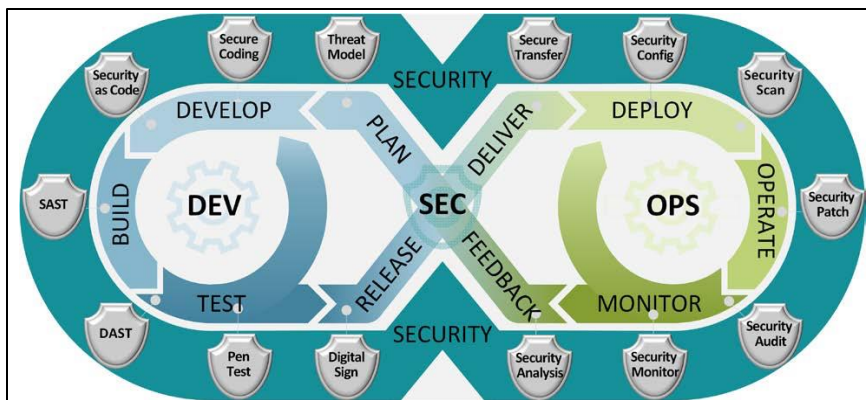 Secure
Coding
Threat
Model
Secure
Transfer
Security
Config
Security
as Code
SECURITY
Security
Scan
DEVELOP
PLAN
DELIVER
DEPLOY
SAST
BUILD
DEV
SEC
OPS
OPERATE
Security
Patch
TEST
RELEASE
FEEDBACK
MONITOR
DAST
Pen
Test
Digital
Sign
SECURITY
Security
Analysis
Security
Monitor
Security
Audit